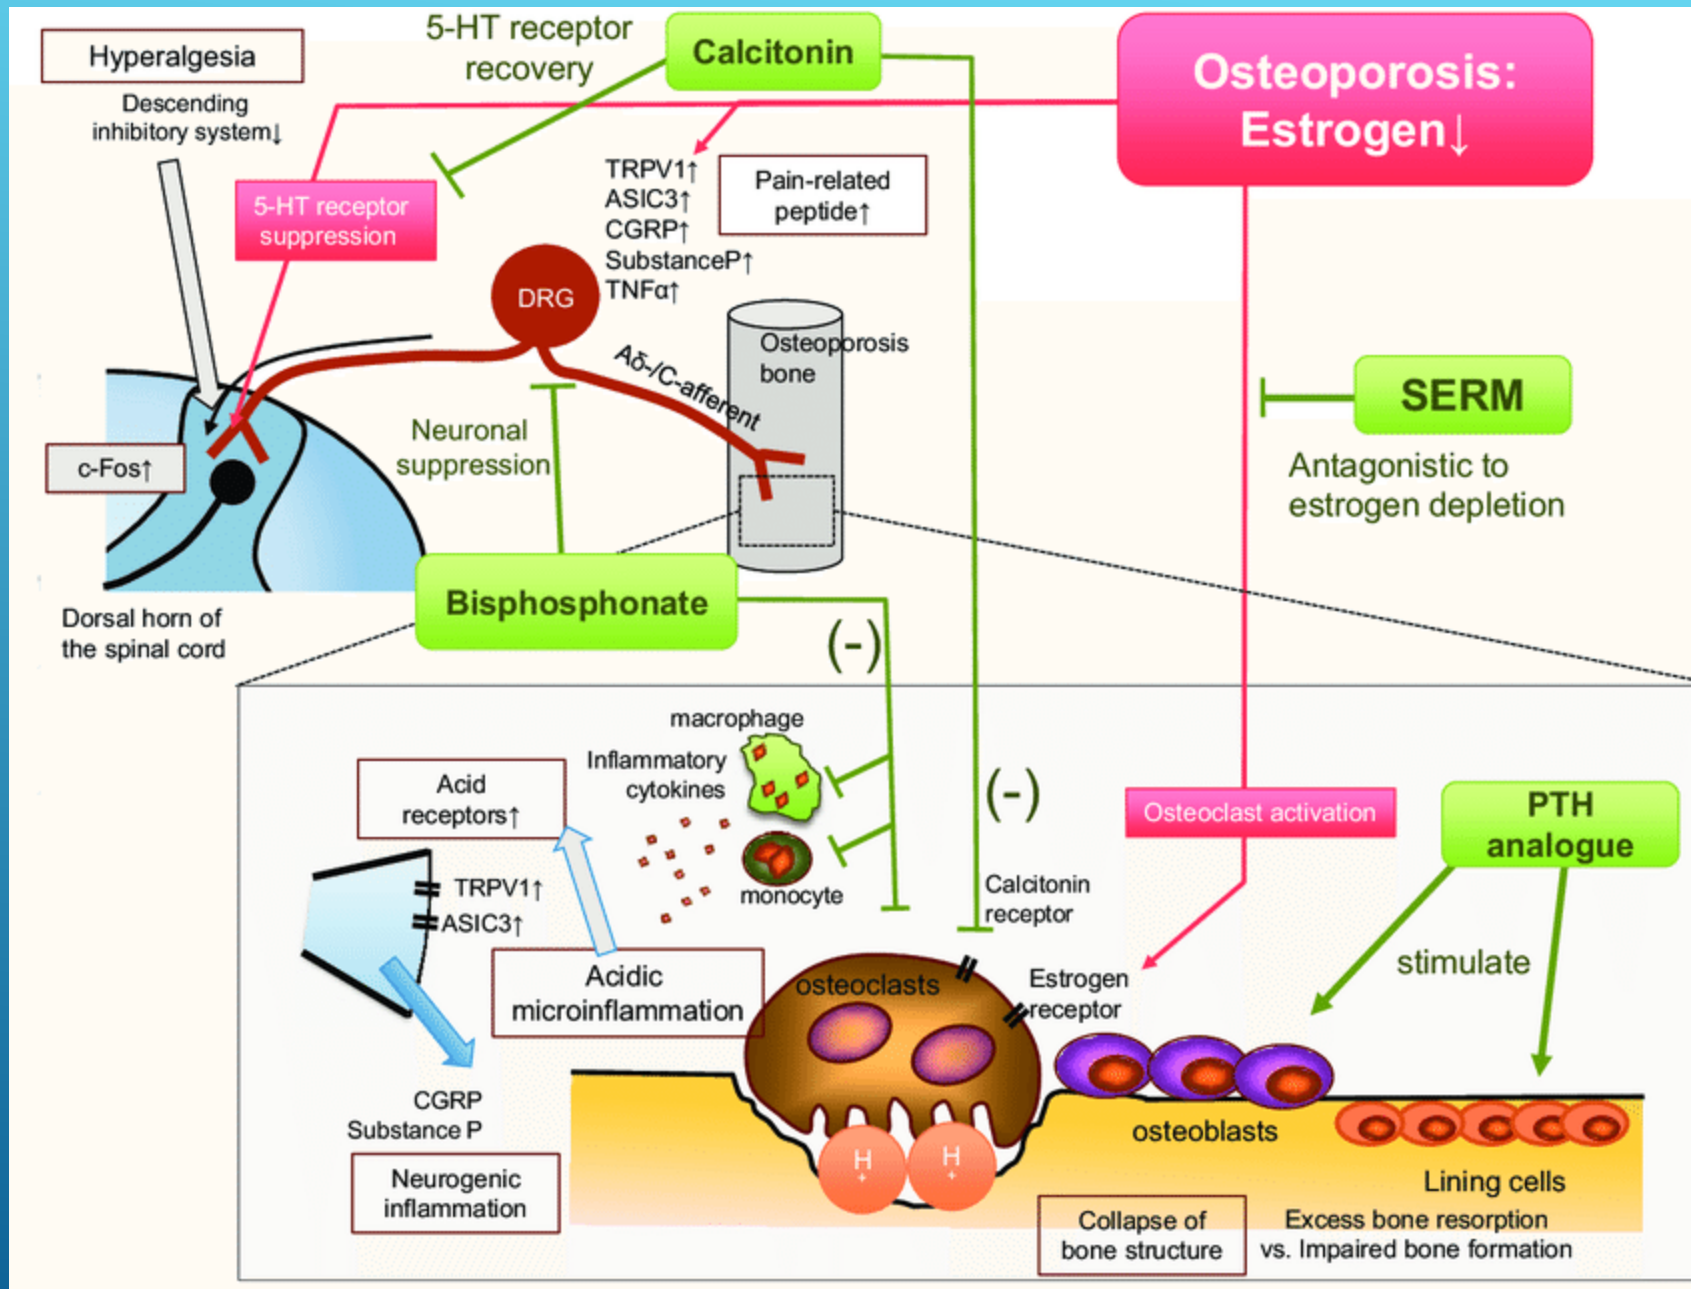 Hyperalgesia
Descending
inhibitory system↓
5-HT receptor
recovery
Calcitonin
Osteoporosis:
Estrogen↓
5-HT receptor
suppression
TRPV1↑
ASIC3↑
CGRP↑
SubstanceP↑
TNFα↑
Pain-related
peptide↑
DRG
Aδ-/C-afferent
Osteoporosis
bone
SERM
Antagonistic to
estrogen depletion
c-Fos↑
Neuronal
suppression
Dorsal horn of
the spinal cord
Bisphosphonate
(-)
macrophage
Inflammatory
cytokines
monocyte
(-)
Acid
receptors↑
TRPV1↑
ASIC3↑
Acidic
microinflammation
Calcitonin
receptor
Osteoclast activation
PTH
analogue
stimulate
osteoclasts
Estrogen
receptor
CGRP
Substance P
Neurogenic
inflammation
H
+
H
+
osteoblasts
Lining cells
Collapse of
bone structure
Excess bone resorption
vs. Impaired bone formation